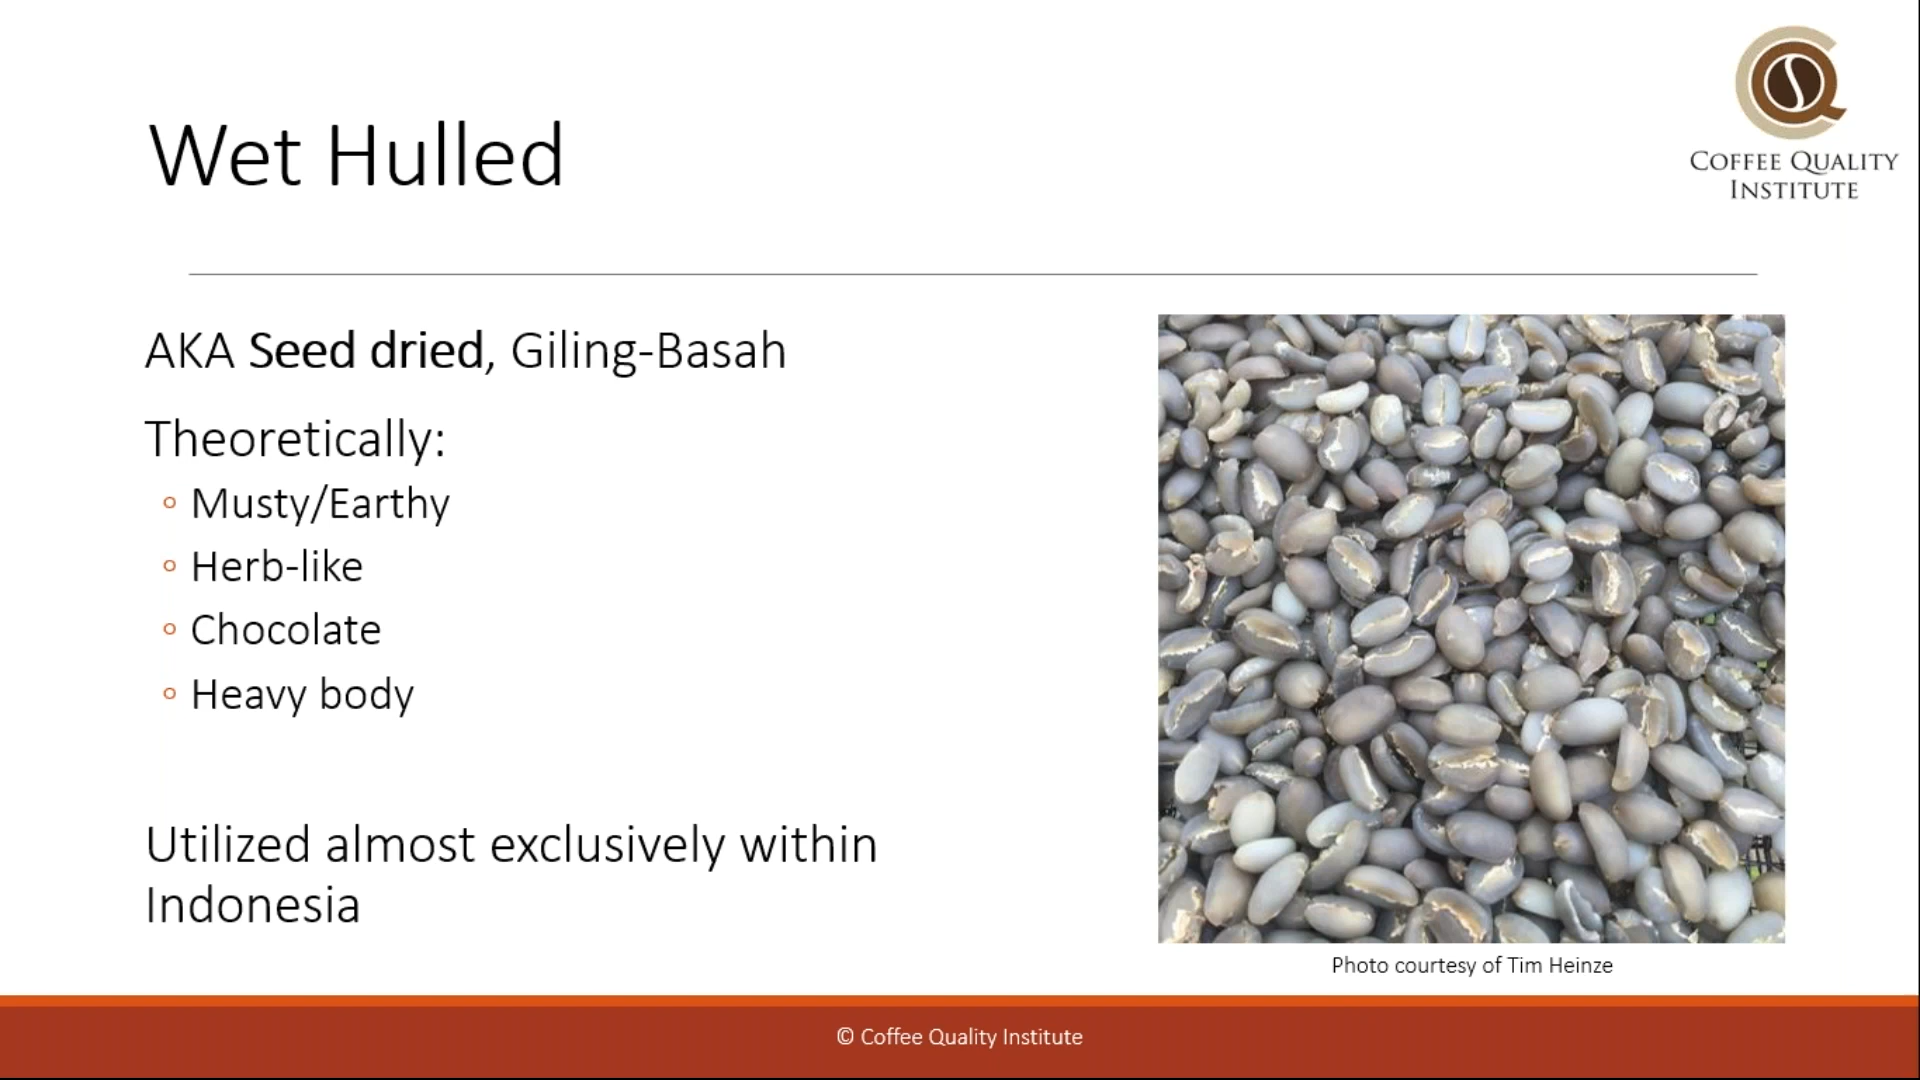 Wet Hulled
COFFEE QUALITY
INSTITUTE
AKA Seed dried, Giling-Basah
Theoretically:
Musty/Earthy
Herb-like
Chocolate
Heavy body
Utilized almost exclusively within
Indonesia
Photo courtesy of Tim Heinze
© Coffee Quality Institute